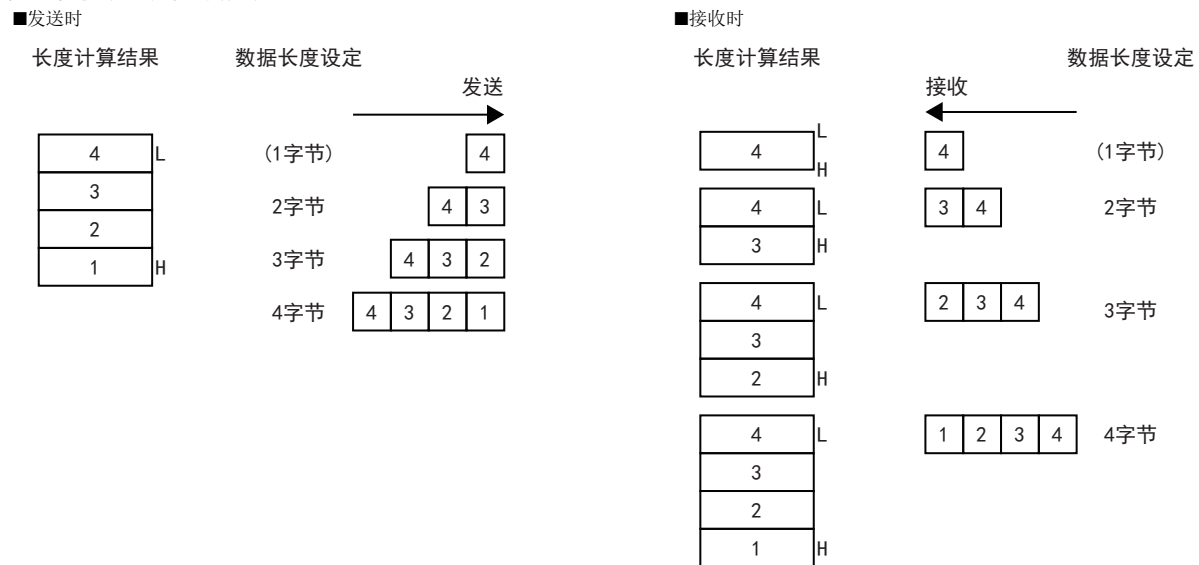 ■发送时
长度计算结果 数据长度设定
发送
4 L (1字节) 4
3
2字节 4 3
2
3字节 4 3 2
1 H
4字节 4 3 2 1
■接收时
长度计算结果 数据长度设定
接收
4 L H 4 (1字节)
4 L 3 4 2字节
3 H
4 L 2 3 4 3字节
3
2 H
4 L 1 2 3 4 4字节
3
2
1 H